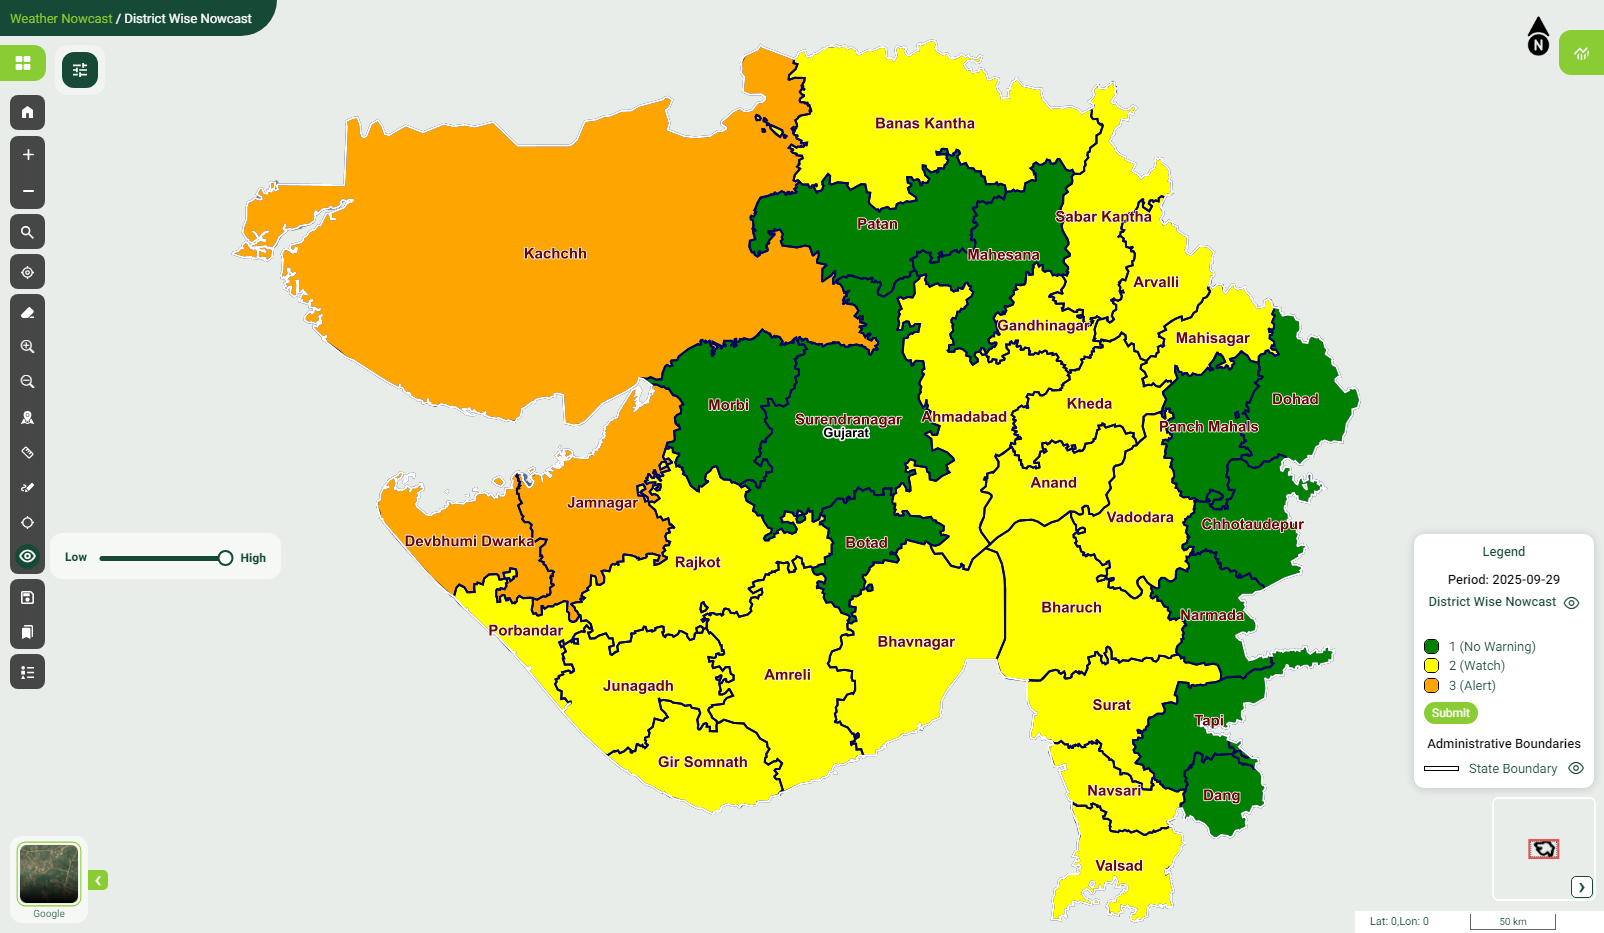 Weather Nowcast / District Wise Nowcast
N
Banas Kantha
Patan
Sabar Kantha
Kachchh
Mahesana
Arvalli
Gandhinagar
Mahisagar
Morbi
Surendranagar
Gujarat
Ahmadabad
Kheda
Panch Mahals
Dohad
Jamnagar
Anand
Vadodara
Chhotaudepur
Devbhumi Dwarka
Botad
Rajkot
Bharuch
Narmada
Porbandar
Bhavnagar
Junagadh
Amreli
Surat
Tapi
Gir Somnath
Navsari
Dang
Valsad
Low
High
Legend
Period: 2025-09-29
District Wise Nowcast
1 (No Warning)
2 (Watch)
3 (Alert)
Submit
Administrative Boundaries
State Boundary
Google
Lat: 0,Lon: 0
50 km